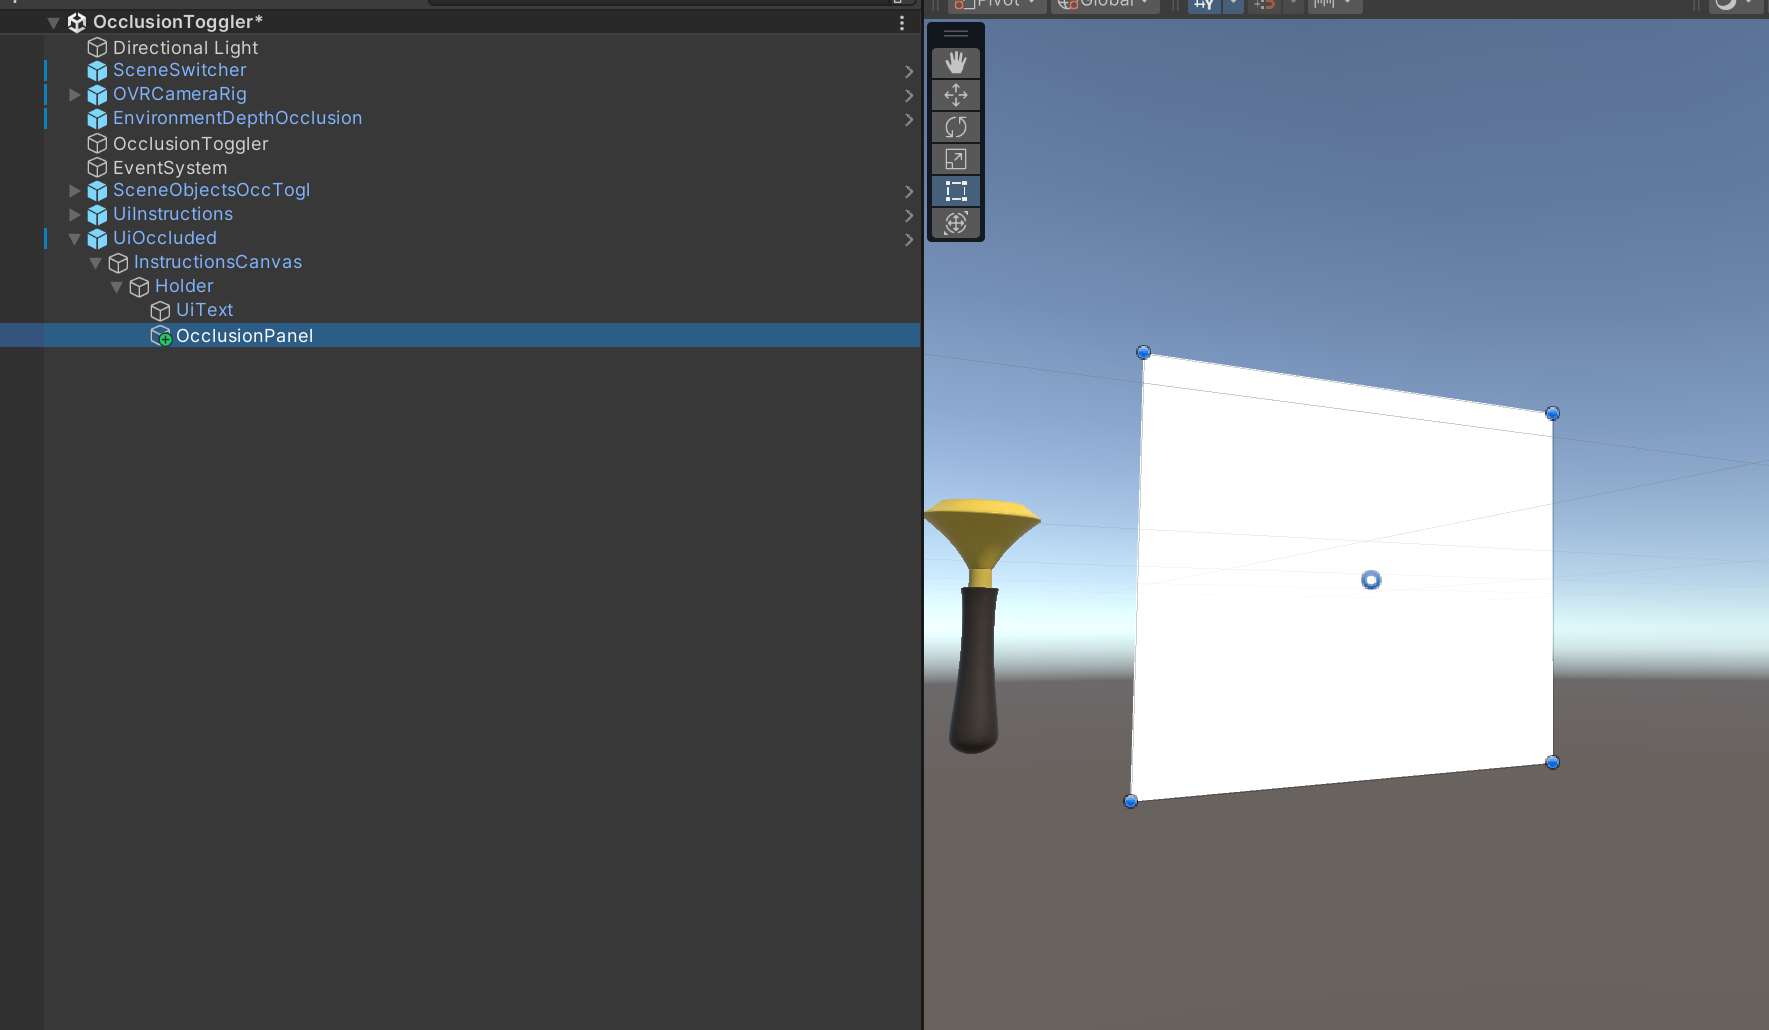 Pivot
Global
OcclusionToggler*
Directional Light
SceneSwitcher
OVRCameraRig
EnvironmentDepthOcclusion
OcclusionToggler
EventSystem
SceneObjectsOccTogl
UiInstructions
UiOccluded
InstructionsCanvas
Holder
UiText
OcclusionPanel